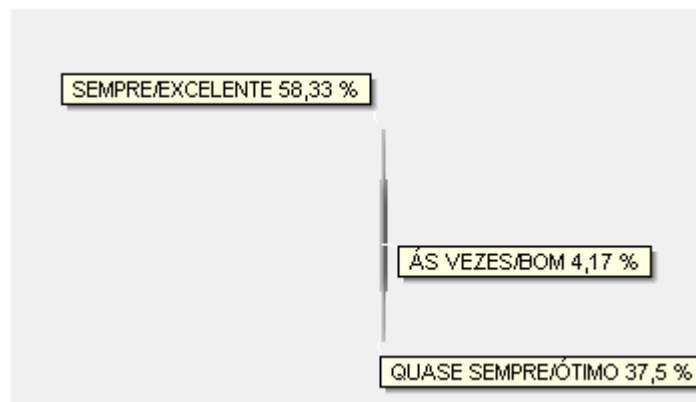 SEMPRE/EXCELENTE 58,33 %
ÁS VEZES/BOM 4,17 %
QUASE SEMPRE/ÓTIMO 37,5 %